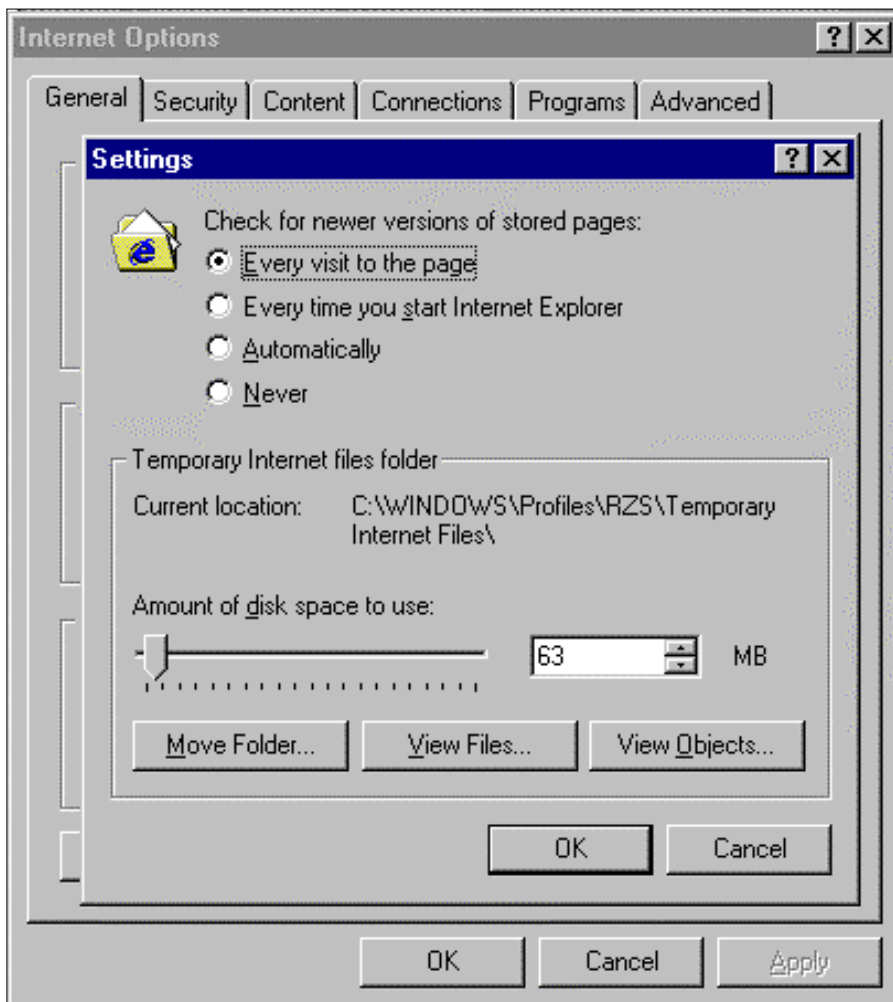 Internet Options
General Security Content Connections Programs Advanced
Settings
Check for newer versions of stored pages:
Every visit to the page
Every time you start Internet Explorer
Automatically
Never
Temporary Internet files folder
Current location: C:\WINDOWS\Profiles\RZS\Temporary
Internet Files\
Amount of disk space to use:
63 MB
Move Folder... View Files... View Objects...
OK Cancel
OK Cancel Apply